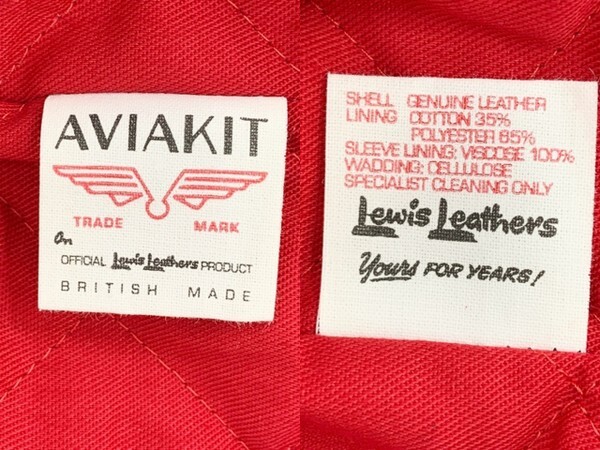 AVIAKIT
TRADE MARK
An
OFFICIAL Lewis Leathers PRODUCT
BRITISH MADE
SHELL GENUINE LEATHER
LINING COTTON 35%
POLYESTER 65%
SLEEVE LINING: VISCOSE 100%
WADDING: CELLULOSE
SPECIALIST CLEANING ONLY
Lewis Leathers
Yours FOR YEARS!